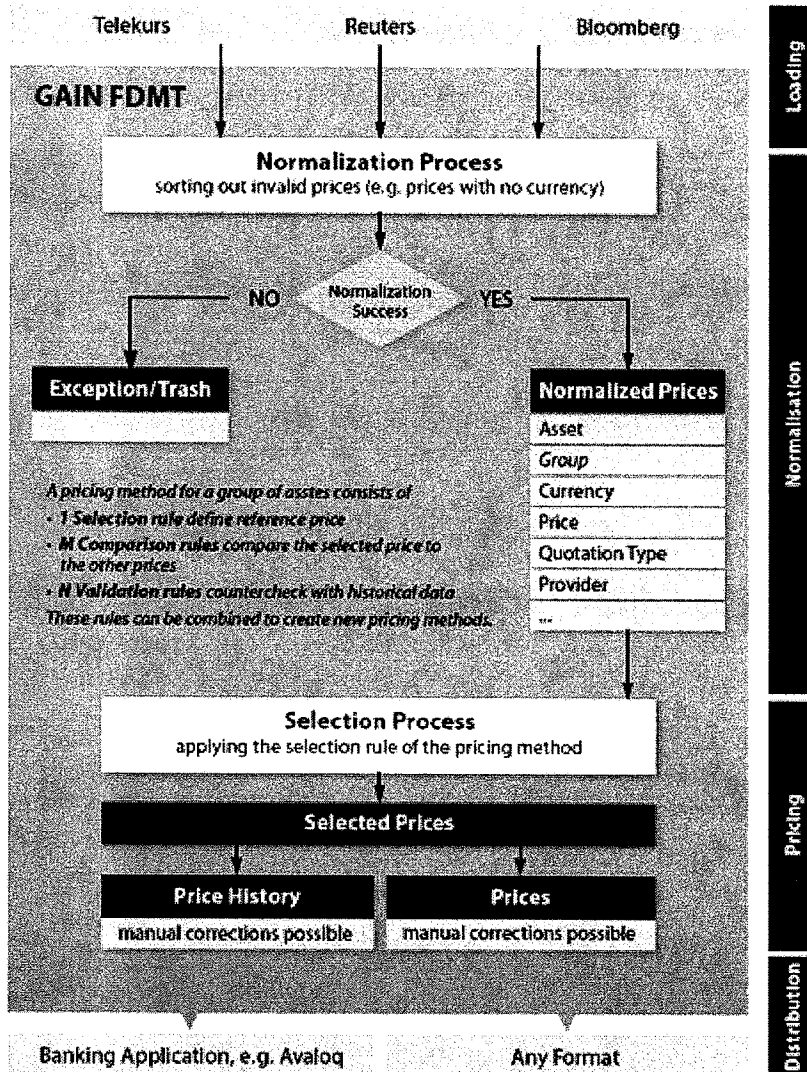 Telekurs Reuters Bloomberg
GAIN FDMT
Normalization Process
sorting out invalid prices (e.g. prices with no currency)
NO
Normalization
Success
YES
Exception/Trash
Normalized Prices
Asset
Group
Currency
Price
Quotation Type
Provider
...
A pricing method for a group of asstes consists of
- 1 Selection rule define reference price
- M Comparison rules compare the selected price to
the other prices
- N Validation rules countercheck with historical data
These rules can be combined to create new pricing methods.
Selection Process
applying the selection rule of the pricing method
Selected Prices
Price History
manual corrections possible
Prices
manual corrections possible
Banking Application, e.g. Avaloq
Any Format
Loading
Normalisation
Pricing
Distribution